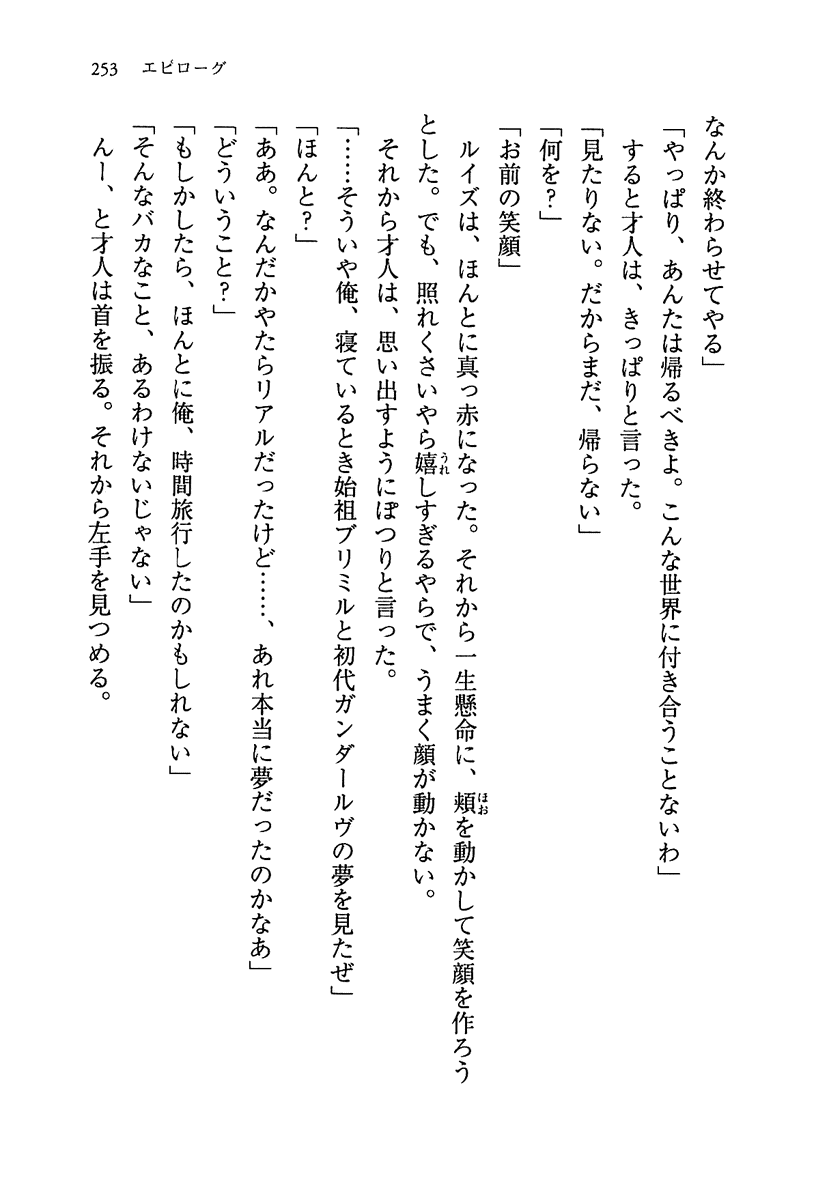 253 エピローグ
なんか終わらせてやる」
「やっぱり、あんたは帰るべきよ。こんな世界に付き合うことないわ」
すると才人は、きっぱりと言った。
「見たりない。だからまだ、帰らない」
「何を？」
「お前の笑顔」
ルイズは、ほんとに真っ赤になった。それから一生懸命に、頬を動かして笑顔を作ろう
とした。でも、照れくさいやら嬉しすぎるやらで、うまく顔が動かない。
それから才人は、思い出すようにぽつりと言った。
「……そういや俺、寝ているとき始祖ブリミルと初代ガンダールヴの夢を見たぜ」
「ほんと？」
「ああ。なんだかやたらリアルだったけど……、あれ本当に夢だったのかなあ」
「どういうこと？」
「もしかしたら、ほんとに俺、時間旅行したのかもしれない」
「そんなバカなこと、あるわけないじゃない」
んー、と才人は首を振る。それから左手を見つめる。